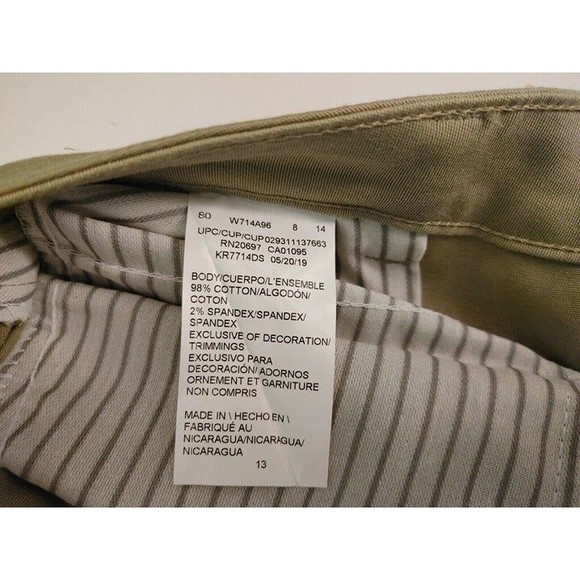 80 W714A96 8 14
UPC/CUP/CUP029311137663
RN20697 CA01095
KR7714DS 05/20/19
BODY/CUERPO/L'ENSEMBLE
98% COTTON/ALGODÓN/
COTON
2% SPANDEX/SPANDEX/
SPANDEX
EXCLUSIVE OF DECORATION/
TRIMMINGS
EXCLUSIVO PARA
DECORACIÓN/ ADORNOS
ORNEMENT ET GARNITURE
NON COMPRIS
MADE IN \ HECHO EN \
FABRIQUÉ AU
NICARAGUA/NICARAGUA/
NICARAGUA
13